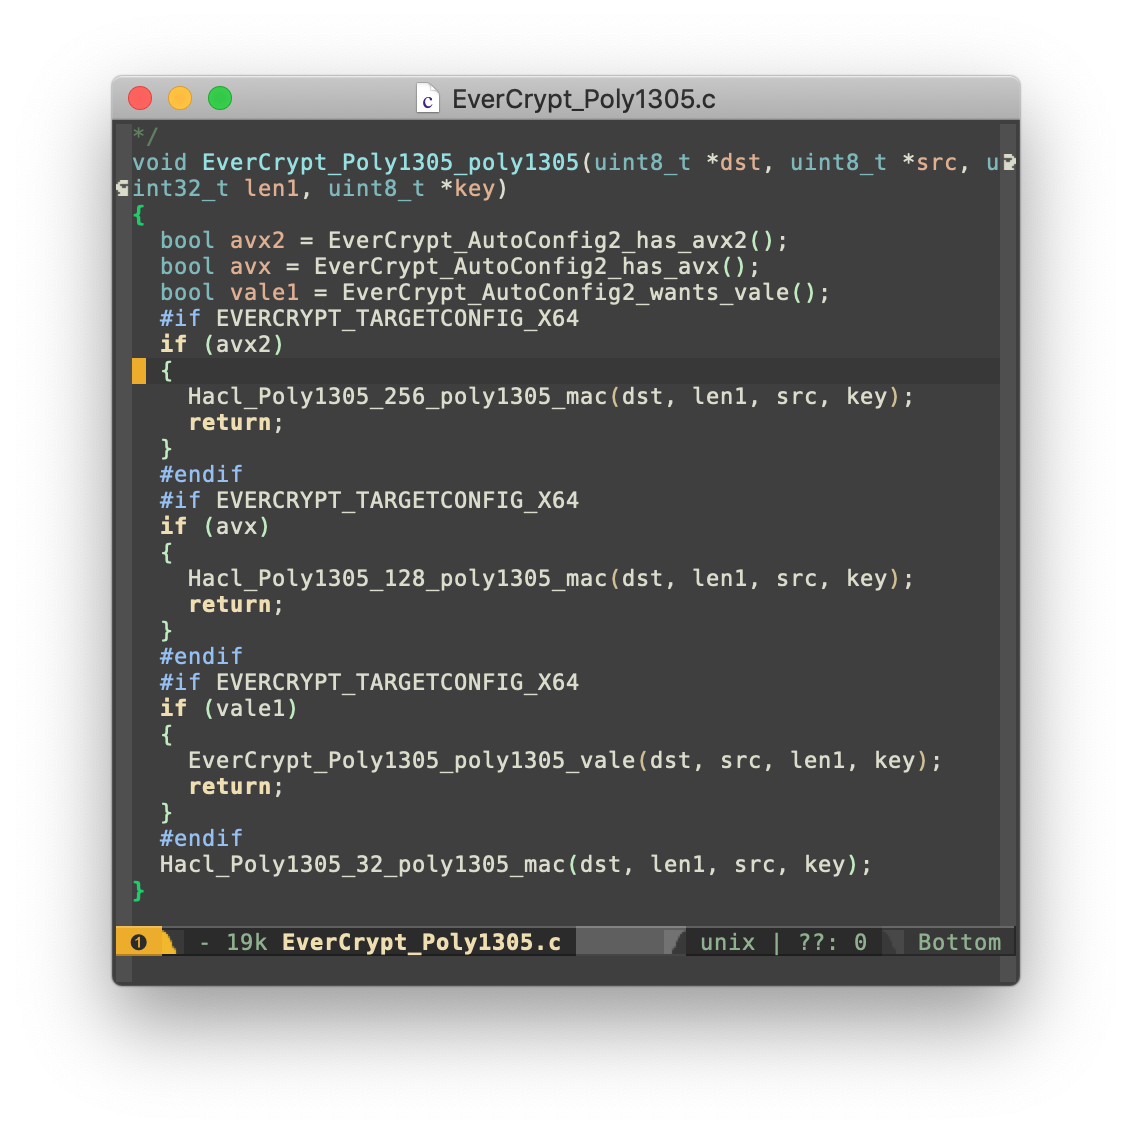 EverCrypt_Poly1305.c
*/
void EverCrypt_Poly1305_poly1305(uint8_t *dst, uint8_t *src, u
int32_t len1, uint8_t *key)
{
  bool avx2 = EverCrypt_AutoConfig2_has_avx2();
  bool avx = EverCrypt_AutoConfig2_has_avx();
  bool vale1 = EverCrypt_AutoConfig2_wants_vale();
  #if EVERCRYPT_TARGETCONFIG_X64
  if (avx2)
  {
    Hacl_Poly1305_256_poly1305_mac(dst, len1, src, key);
    return;
  }
  #endif
  #if EVERCRYPT_TARGETCONFIG_X64
  if (avx)
  {
    Hacl_Poly1305_128_poly1305_mac(dst, len1, src, key);
    return;
  }
  #endif
  #if EVERCRYPT_TARGETCONFIG_X64
  if (vale1)
  {
    EverCrypt_Poly1305_poly1305_vale(dst, src, len1, key);
    return;
  }
  #endif
  Hacl_Poly1305_32_poly1305_mac(dst, len1, src, key);
}
❶ - 19k EverCrypt_Poly1305.c unix | ??: 0 Bottom